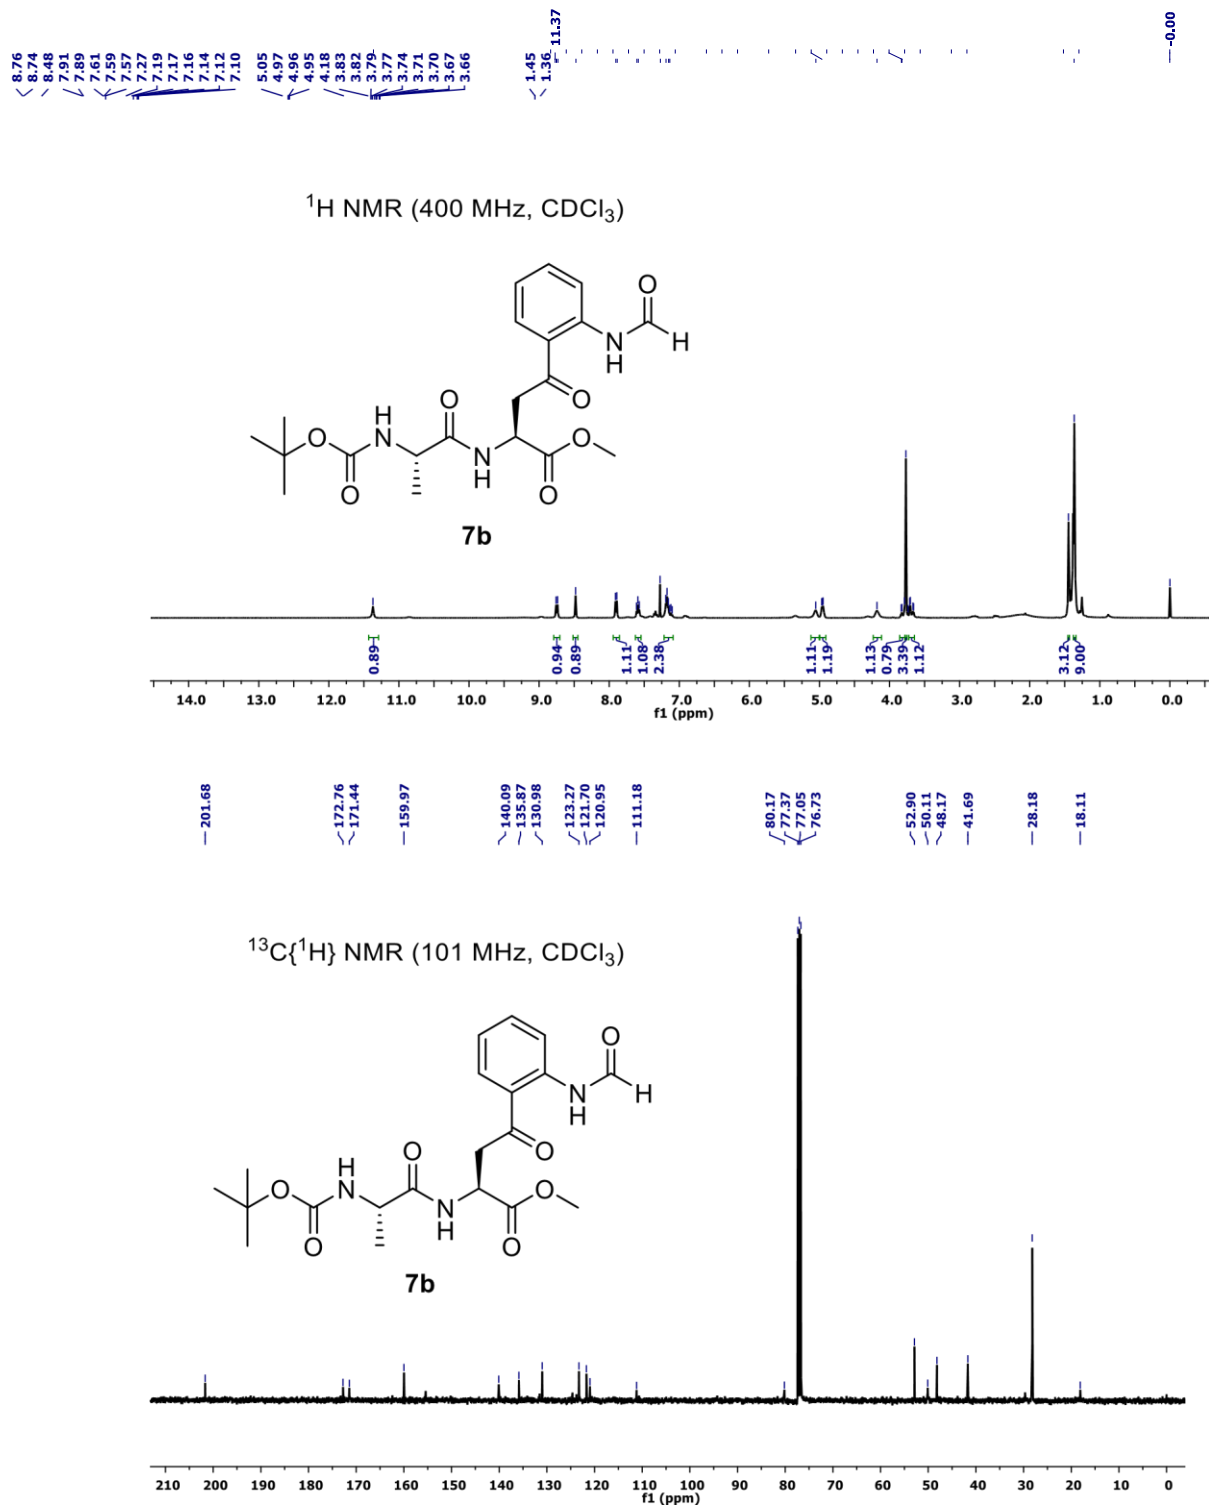 11.37
-0.00
8.76
8.74
8.48
7.91
7.89
7.61
7.59
7.57
7.27
7.19
7.17
7.16
7.14
7.12
7.10
5.05
4.97
4.96
4.95
4.18
3.83
3.82
3.79
3.77
3.74
3.71
3.70
3.67
3.66
1.45
1.36
¹H NMR (400 MHz, CDCl₃)
O
N
H
H
O
O
H
N
O
O
N
H
O
O
7b
0.89
0.94
0.89
1.11
1.08
2.38
1.11
1.19
1.13
0.79
3.39
1.12
3.12
9.00
14.0 13.0 12.0 11.0 10.0 9.0 8.0 7.0 6.0 5.0 4.0 3.0 2.0 1.0 0.0
f1 (ppm)
201.68
172.76
171.44
159.97
140.09
135.87
130.98
123.27
121.70
120.95
111.18
80.17
77.37
77.05
76.73
52.90
50.11
48.17
41.69
28.18
18.11
¹³C{¹H} NMR (101 MHz, CDCl₃)
O
N
H
H
O
O
H
N
O
O
N
H
O
O
7b
210 200 190 180 170 160 150 140 130 120 110 100 90 80 70 60 50 40 30 20 10 0
f1 (ppm)